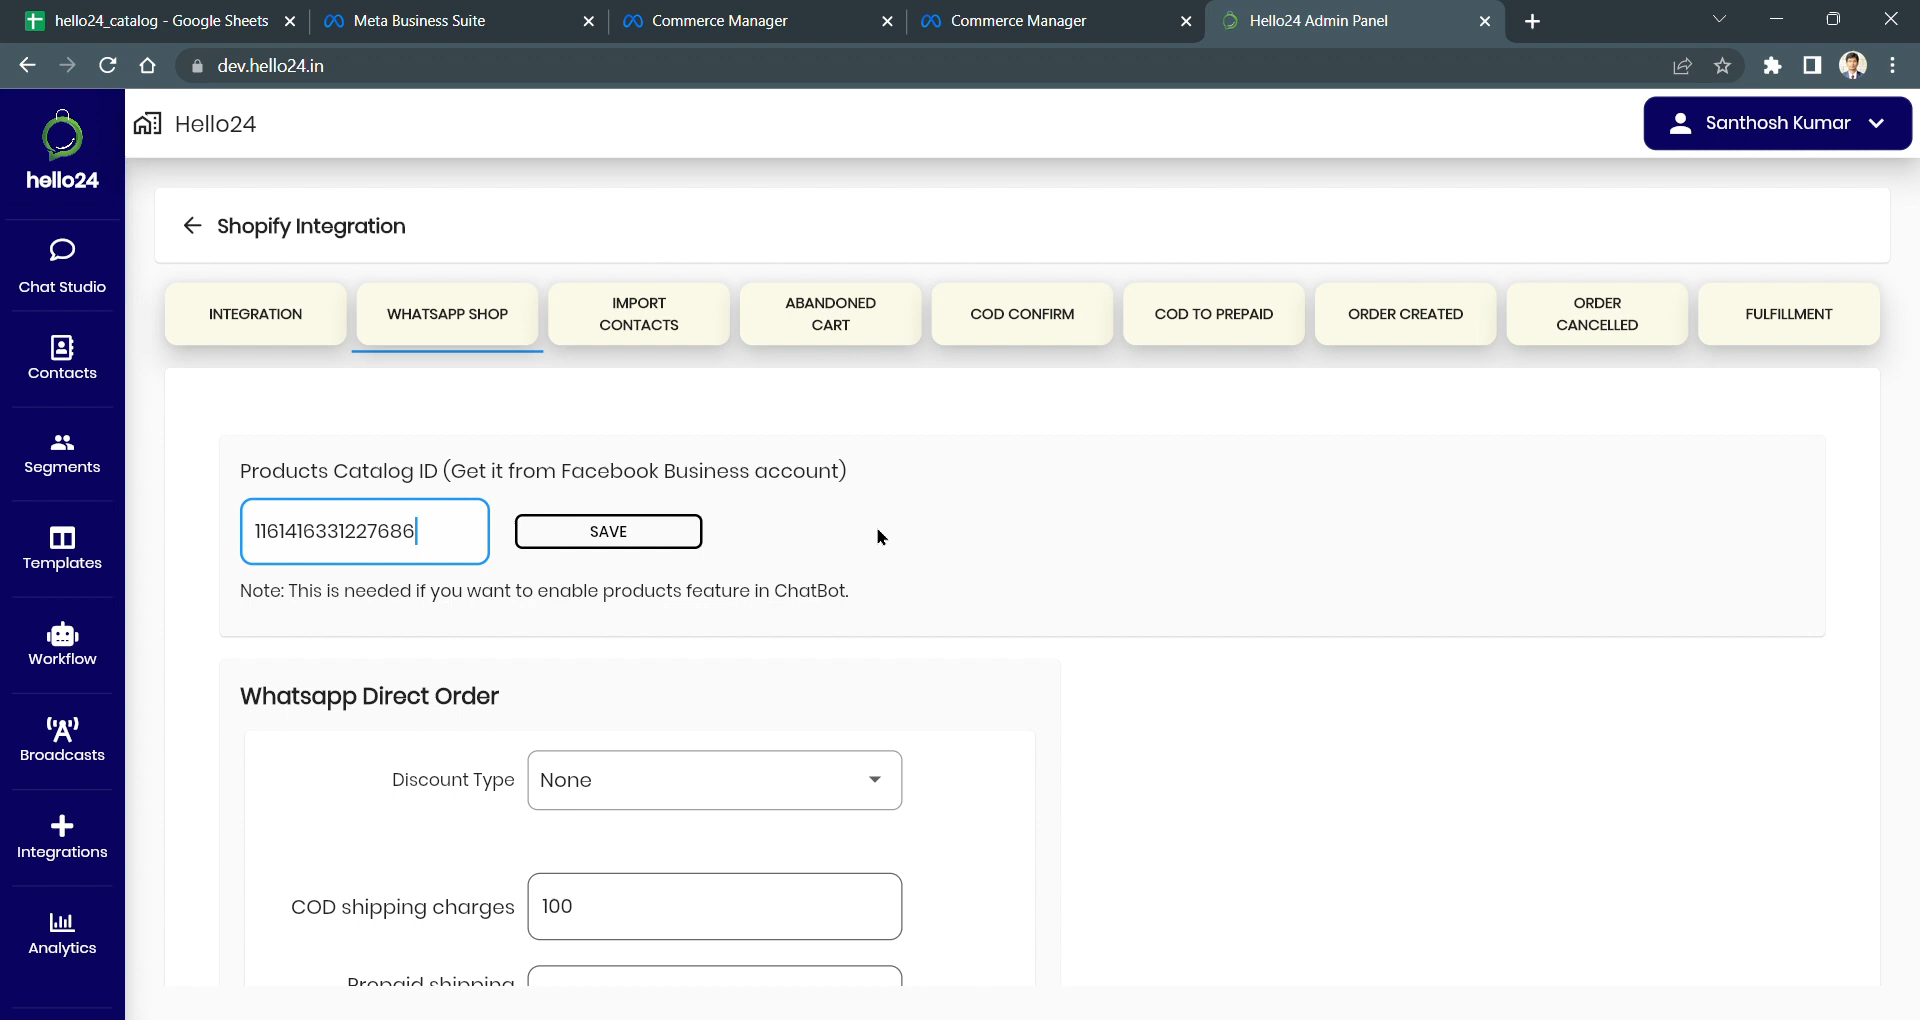 hello24_catalog - Google Sheets
Meta Business Suite
Commerce Manager
Commerce Manager
Hello24 Admin Panel
dev.hello24.in
hello24
Hello24
Santhosh Kumar
Shopify Integration
INTEGRATION
WHATSAPP SHOP
IMPORT
CONTACTS
ABANDONED
CART
COD CONFIRM
COD TO PREPAID
ORDER CREATED
ORDER
CANCELLED
FULFILLMENT
Chat Studio
Contacts
Segments
Templates
Workflow
Broadcasts
Integrations
Analytics
Products Catalog ID (Get it from Facebook Business account)
1161416331227686
SAVE
Note: This is needed if you want to enable products feature in ChatBot.
Whatsapp Direct Order
Discount Type
None
COD shipping charges
100
Prepaid shipping